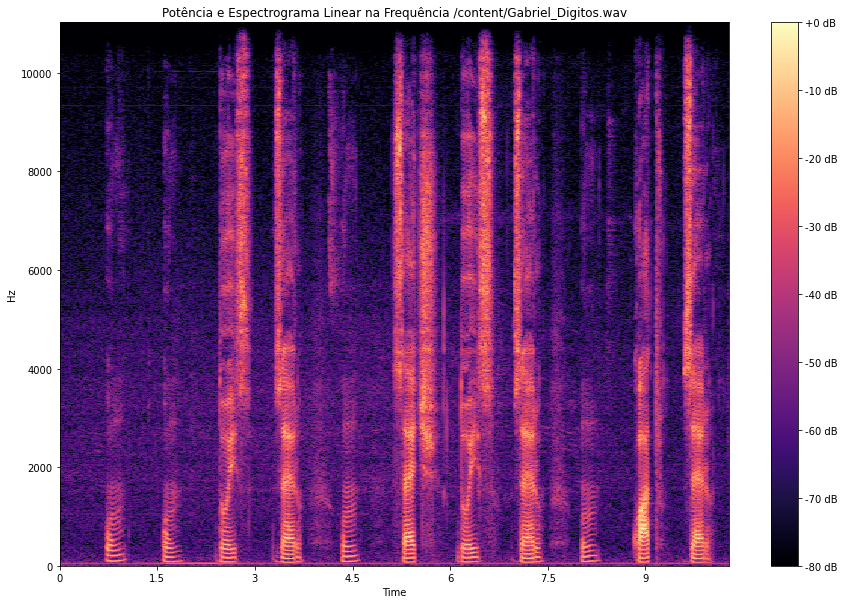 Potência e Espectrograma Linear na Frequência /content/Gabriel_Digitos.wav
Hz
10000
8000
6000
4000
2000
0
0
1.5
3
4.5
6
7.5
9
Time
+0 dB
-10 dB
-20 dB
-30 dB
-40 dB
-50 dB
-60 dB
-70 dB
-80 dB